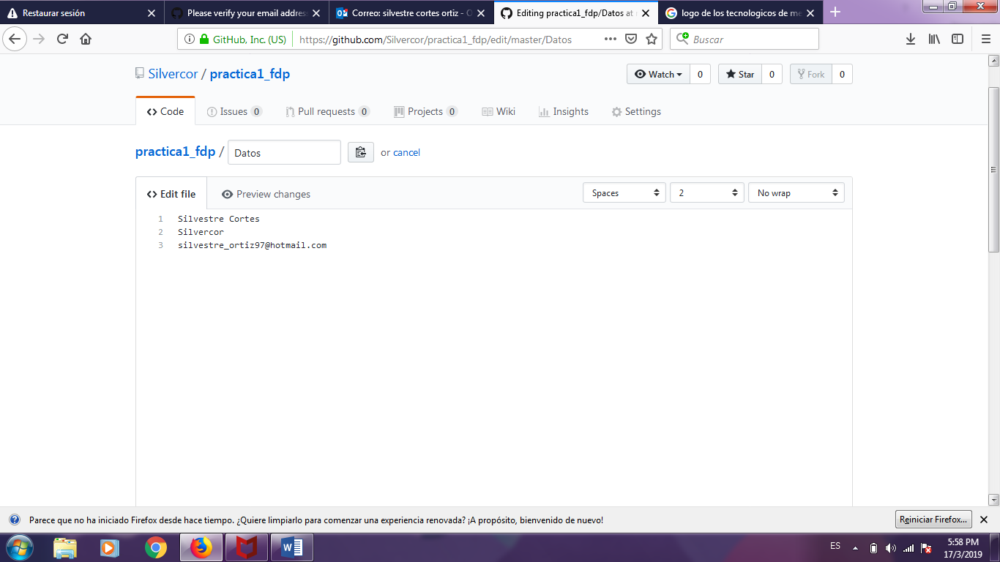 Restaurar sesión
Please verify your email addres
Correo: silvestre cortes ortiz - O
Editing practica1_fdp/Datos at
logo de los tecnologicos de me
GitHub, Inc. (US)
https://github.com/Silvercor/practica1_fdp/edit/master/Datos
Buscar
Silvercor / practica1_fdp
Watch 0
Star 0
Fork 0
Code
Issues 0
Pull requests 0
Projects 0
Wiki
Insights
Settings
practica1_fdp / Datos or cancel
Edit file
Preview changes
Spaces
2
No wrap
1 Silvestre Cortes
2 Silvercor
3 silvestre_ortiz97@hotmail.com
Parece que no ha iniciado Firefox desde hace tiempo. ¿Quiere limpiarlo para comenzar una experiencia renovada? ¡A propósito, bienvenido de nuevo!
Reiniciar Firefox...
ES
5:58 PM
17/3/2019